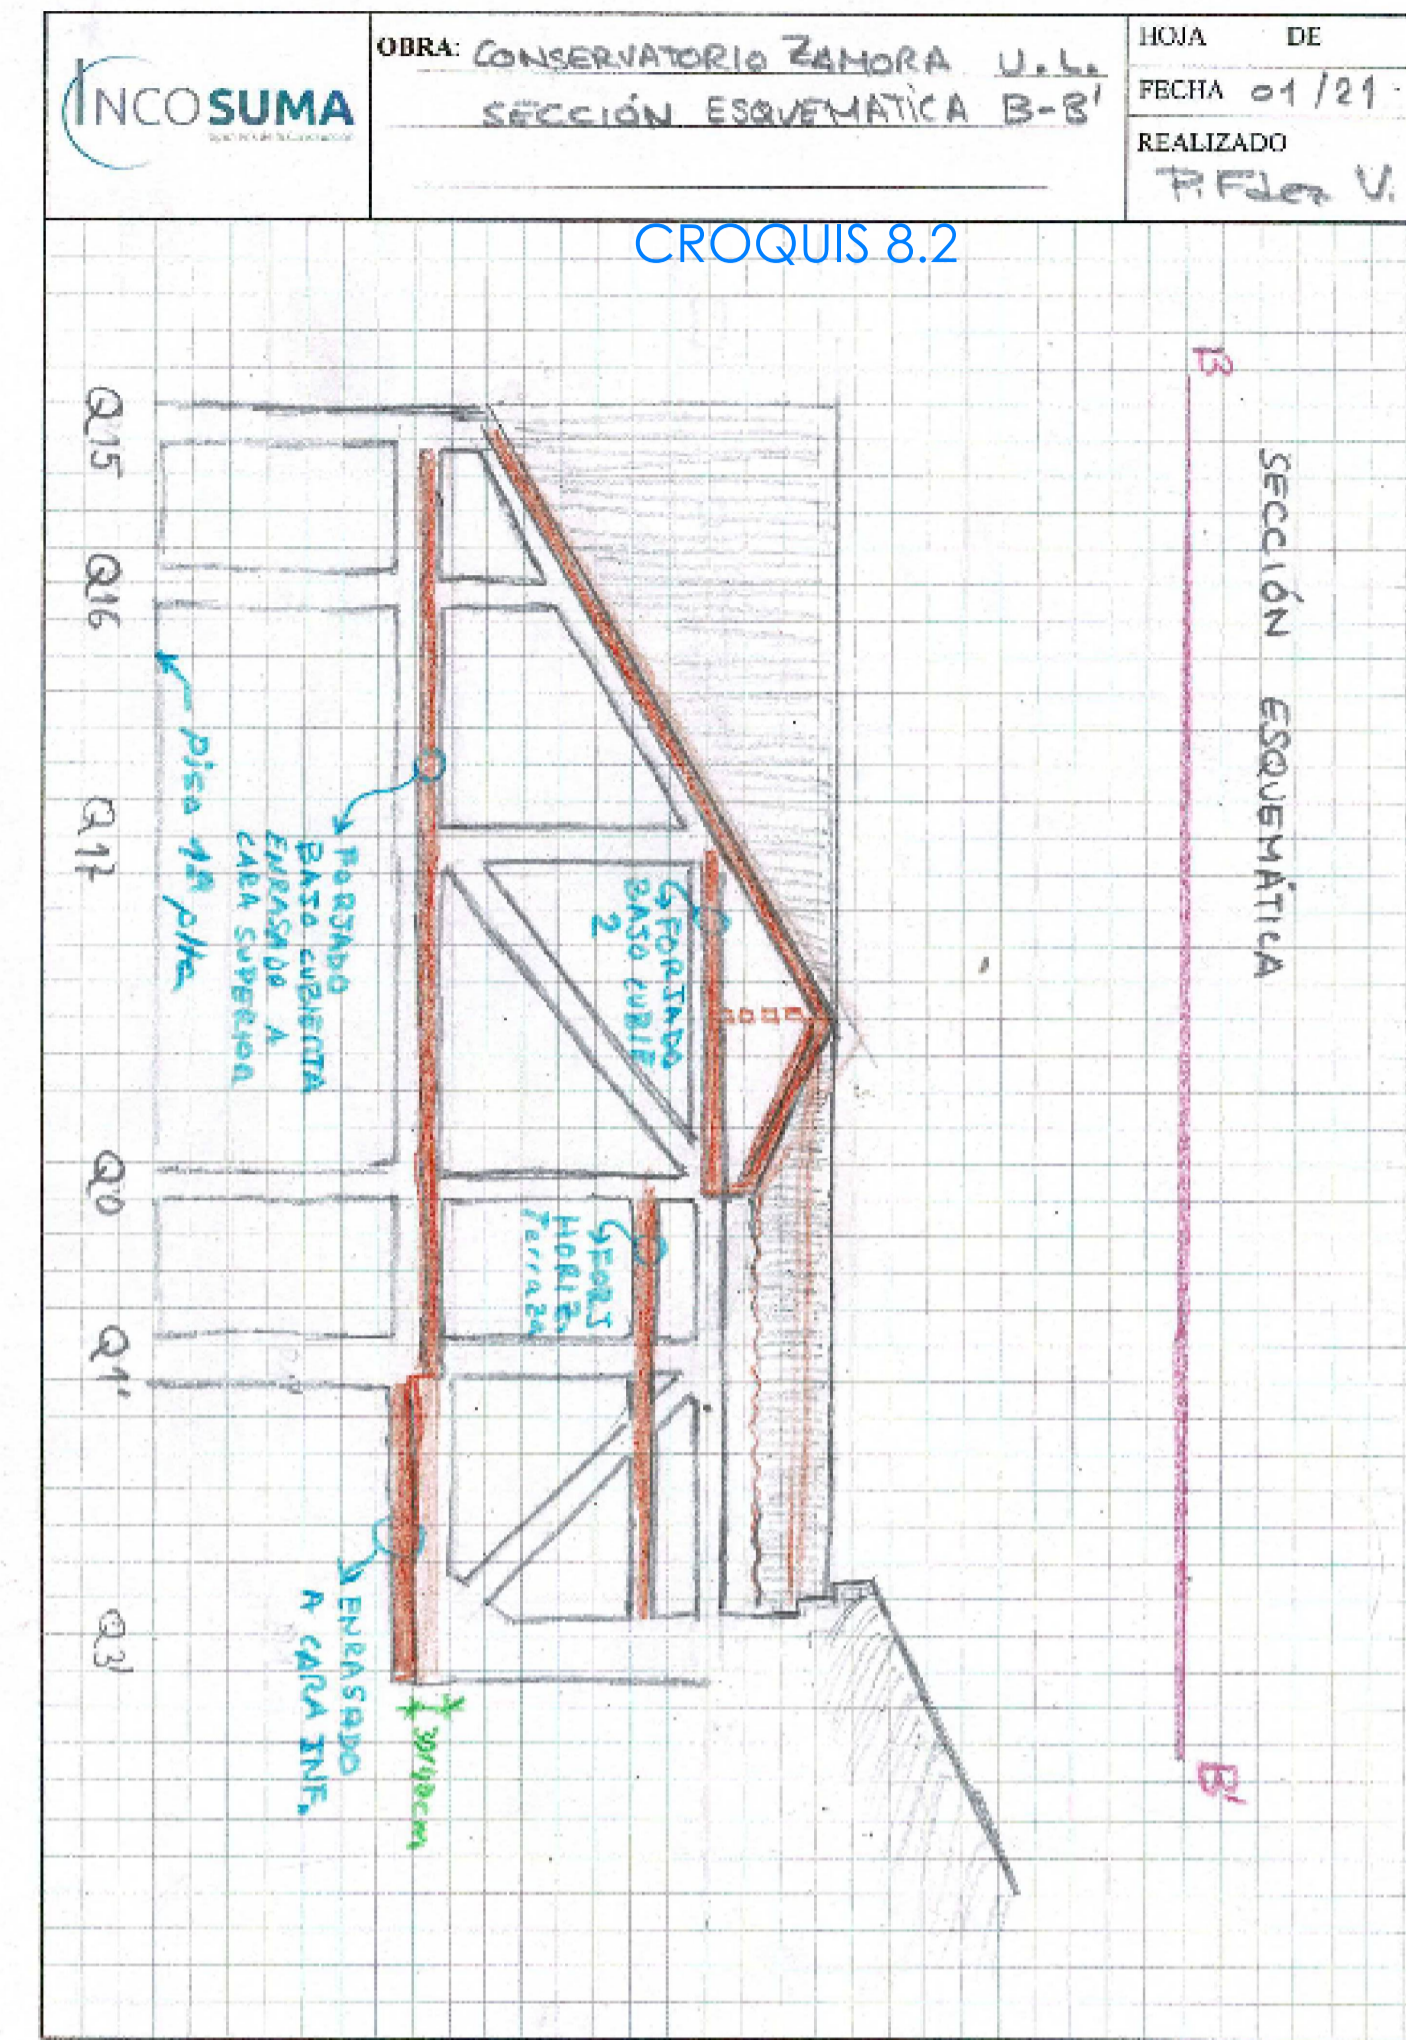 INCOSUMA
OBRA: CONSERVATORIO ZAMORA U.L.
SECCIÓN ESQUEMATICA B-B'
HOJA DE
FECHA 01/21
REALIZADO
P. Fdez V.
CROQUIS 8.2
B
SECCIÓN ESQUEMÁTICA
B'
FORJADO
BAJO CUBIE
2
FORJ
HORIZ.
Terraza
FORJADO
BAJO CUBIERTA
ENRASADO A
CARA SUPERIOR
piso 1ª plta
ENRASADO
A CARA INF.
30/40cm
Q15 Q16 Q17 Q0 Q1' Q3'